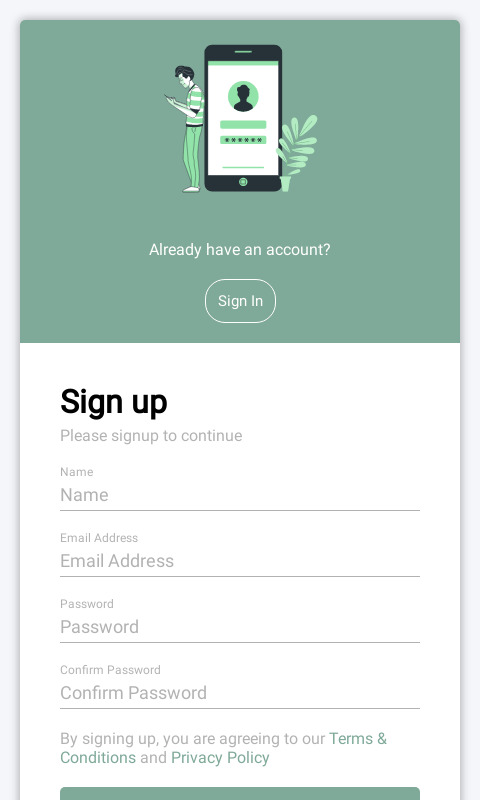 ******
Already have an account?
Sign In
Sign up
Please signup to continue
Name
Name
Email Address
Email Address
Password
Password
Confirm Password
Confirm Password
By signing up, you are agreeing to our Terms &
Conditions and Privacy Policy